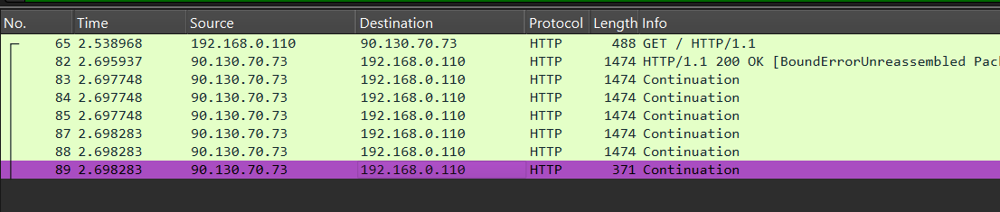 No. Time Source Destination Protocol Length Info
65 2.538968 192.168.0.110 90.130.70.73 HTTP 488 GET / HTTP/1.1
82 2.695937 90.130.70.73 192.168.0.110 HTTP 1474 HTTP/1.1 200 OK [BoundErrorUnreassembled Pac
83 2.697748 90.130.70.73 192.168.0.110 HTTP 1474 Continuation
84 2.697748 90.130.70.73 192.168.0.110 HTTP 1474 Continuation
85 2.697748 90.130.70.73 192.168.0.110 HTTP 1474 Continuation
87 2.698283 90.130.70.73 192.168.0.110 HTTP 1474 Continuation
88 2.698283 90.130.70.73 192.168.0.110 HTTP 1474 Continuation
89 2.698283 90.130.70.73 192.168.0.110 HTTP 371 Continuation